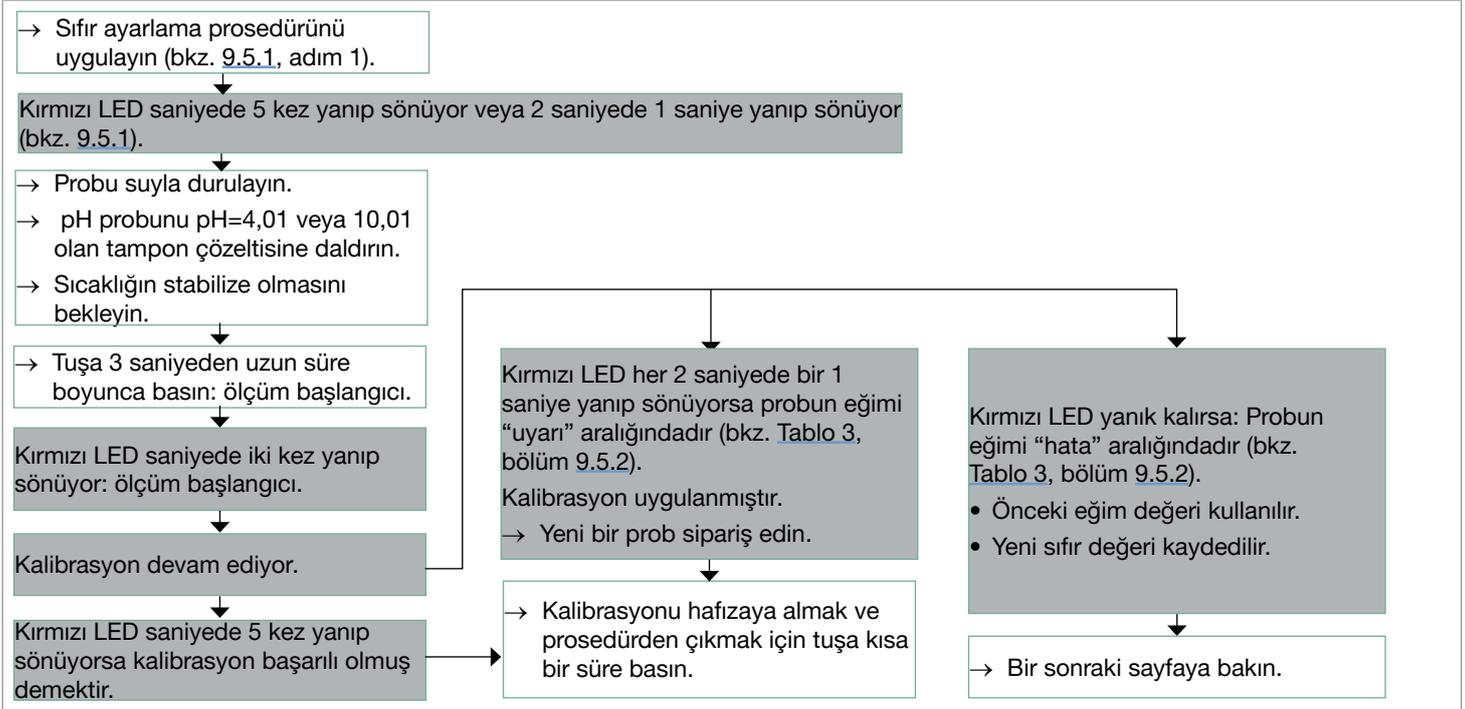 → Sıfır ayarlama prosedürünü
uygulayın (bkz. 9.5.1, adım 1).
Kırmızı LED saniyede 5 kez yanıp sönüyor veya 2 saniyede 1 saniye yanıp sönüyor
(bkz. 9.5.1).
→ Probu suyla durulayın.
→ pH probunu pH=4,01 veya 10,01
olan tampon çözeltisine daldırın.
→ Sıcaklığın stabilize olmasını
bekleyin.
→ Tuşa 3 saniyeden uzun süre
boyunca basın: ölçüm başlangıcı.
Kırmızı LED saniyede iki kez yanıp
sönüyor: ölçüm başlangıcı.
Kalibrasyon devam ediyor.
Kırmızı LED saniyede 5 kez yanıp
sönüyorsa kalibrasyon başarılı olmuş
demektir.
Kırmızı LED her 2 saniyede bir 1
saniye yanıp sönüyorsa probun eğimi
“uyarı” aralığındadır (bkz. Tablo 3,
bölüm 9.5.2).
Kalibrasyon uygulanmıştır.
→ Yeni bir prob sipariş edin.
→ Kalibrasyonu hafızaya almak ve
prosedürden çıkmak için tuşa kısa
bir süre basın.
Kırmızı LED yanık kalırsa: Probun
eğimi “hata” aralığındadır (bkz.
Tablo 3, bölüm 9.5.2).
• Önceki eğim değeri kullanılır.
• Yeni sıfır değeri kaydedilir.
→ Bir sonraki sayfaya bakın.